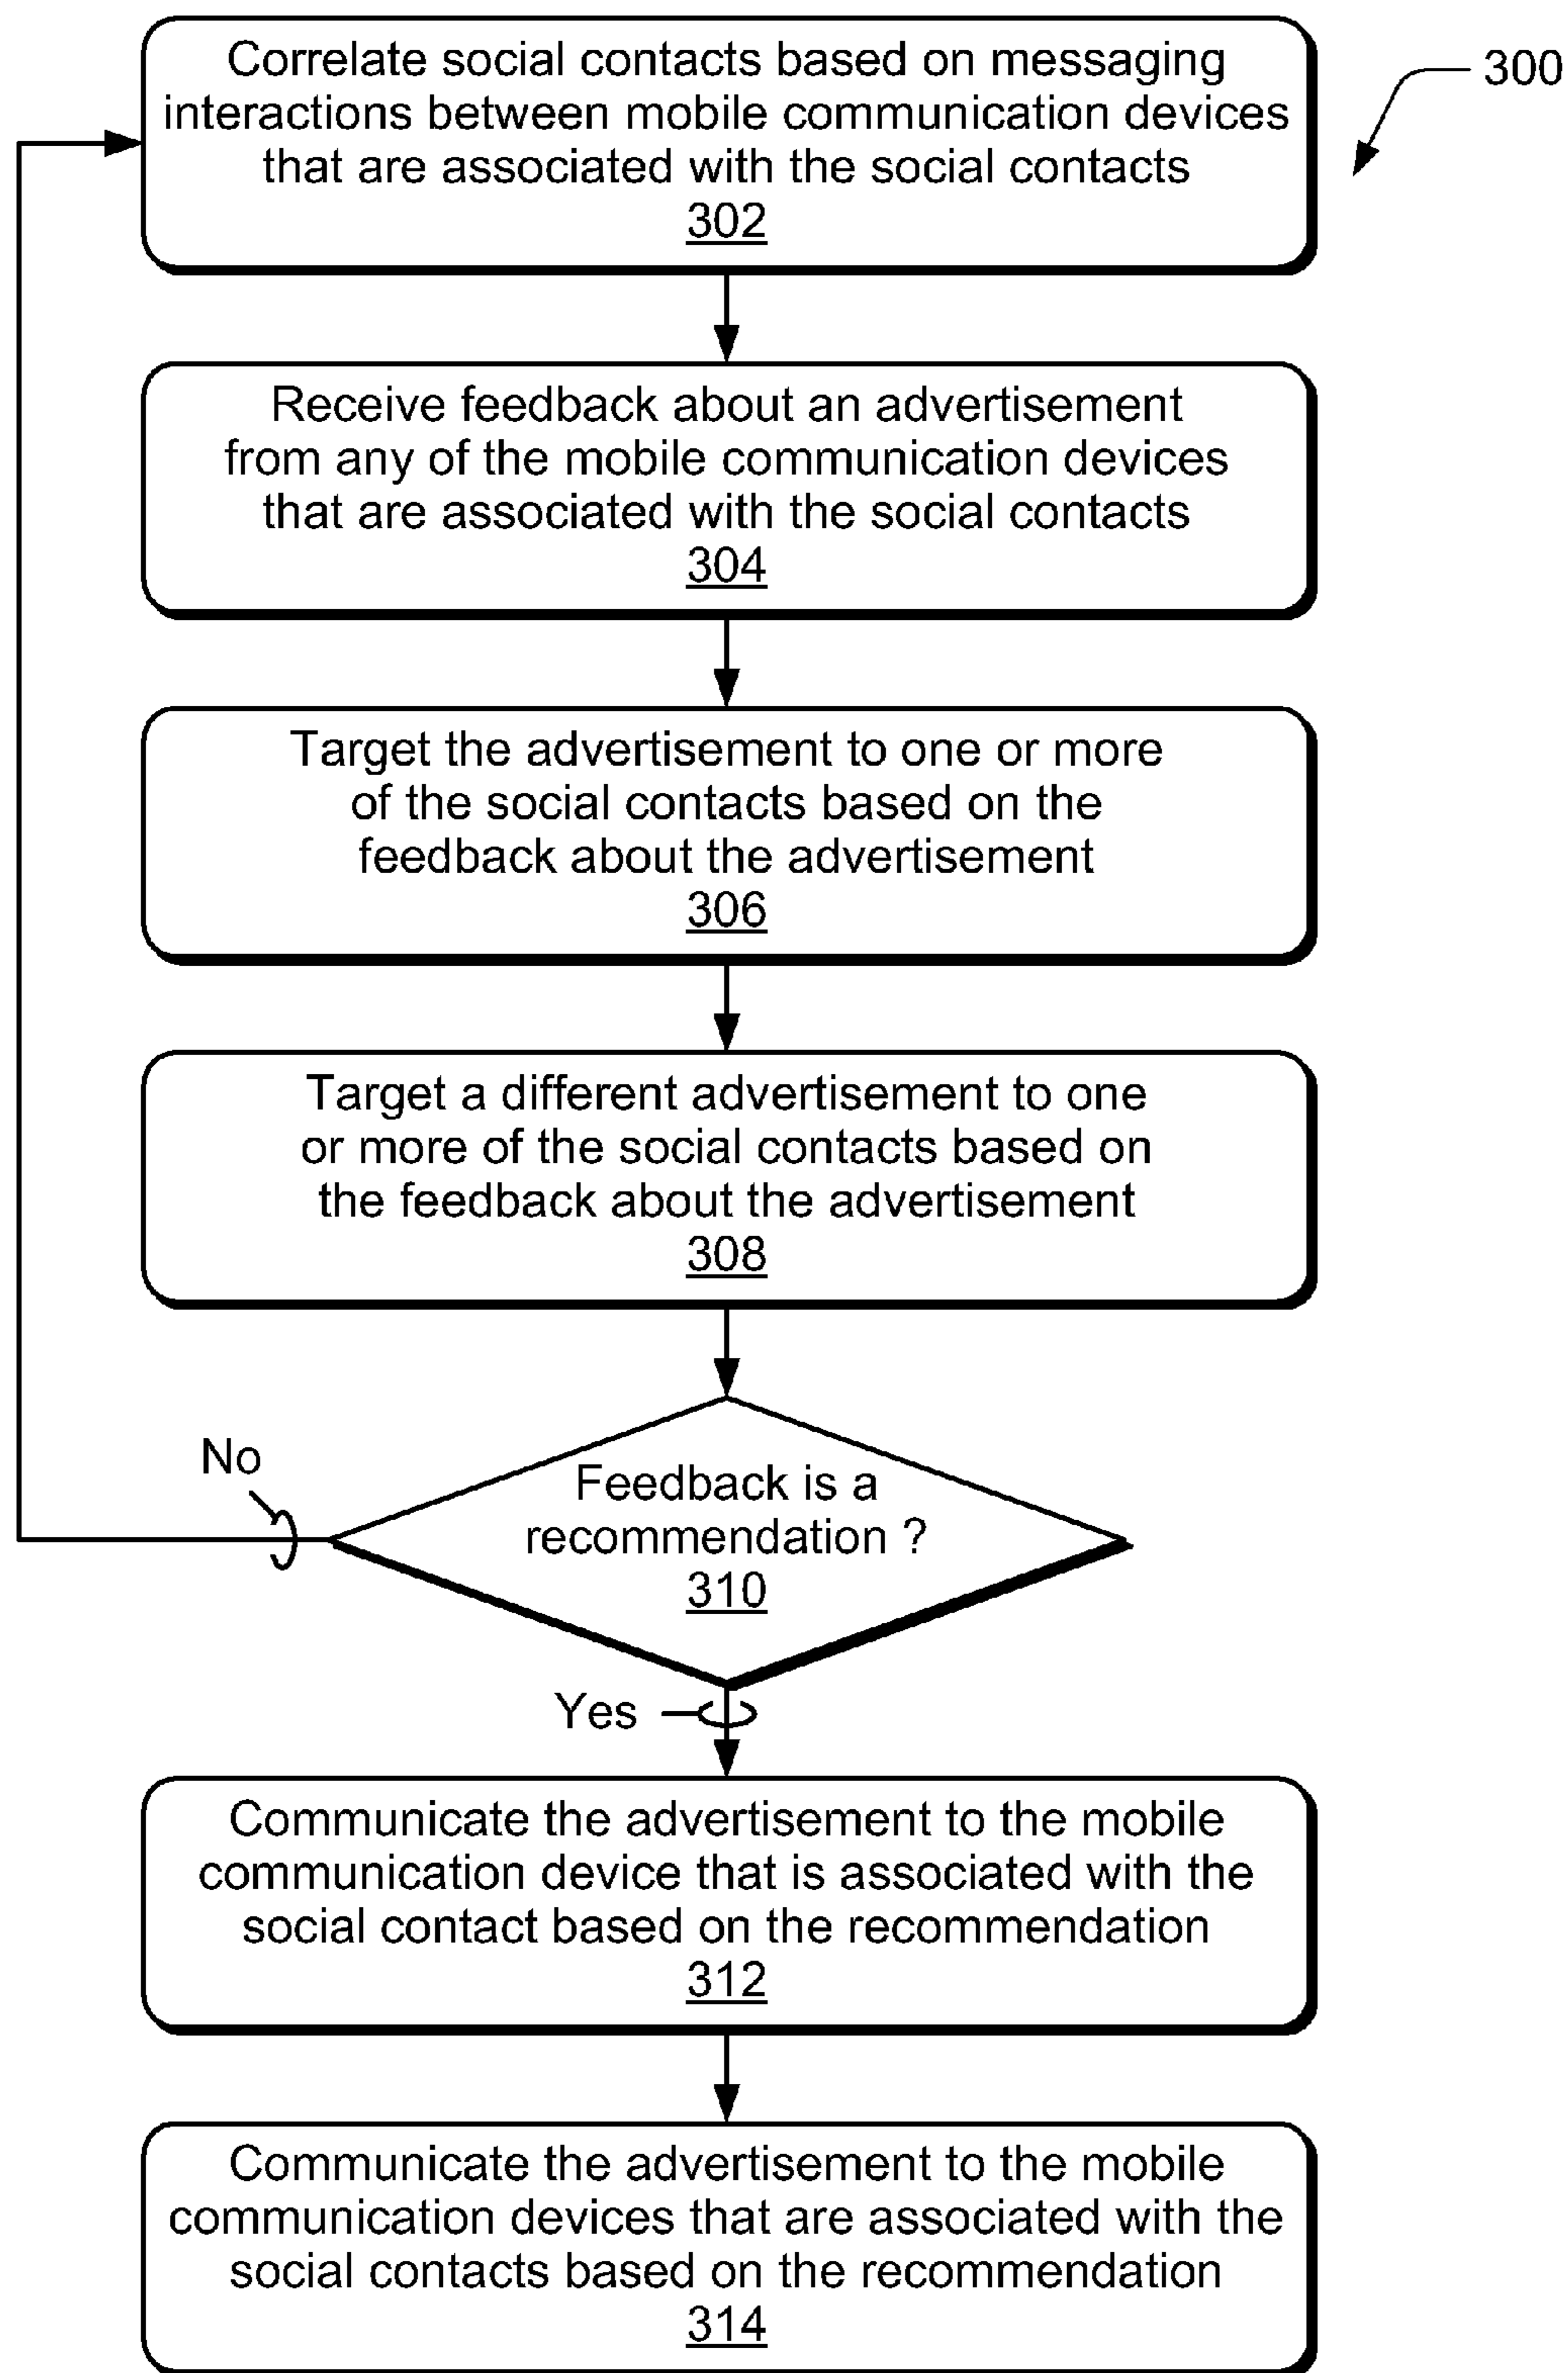 Correlate social contacts based on messaging
interactions between mobile communication devices
that are associated with the social contacts
302
300
Receive feedback about an advertisement
from any of the mobile communication devices
that are associated with the social contacts
304
Target the advertisement to one or more
of the social contacts based on the
feedback about the advertisement
306
Target a different advertisement to one
or more of the social contacts based on
the feedback about the advertisement
308
No
Feedback is a
recommendation ?
310
Yes
Communicate the advertisement to the mobile
communication device that is associated with the
social contact based on the recommendation
312
Communicate the advertisement to the mobile
communication devices that are associated with the
social contacts based on the recommendation
314